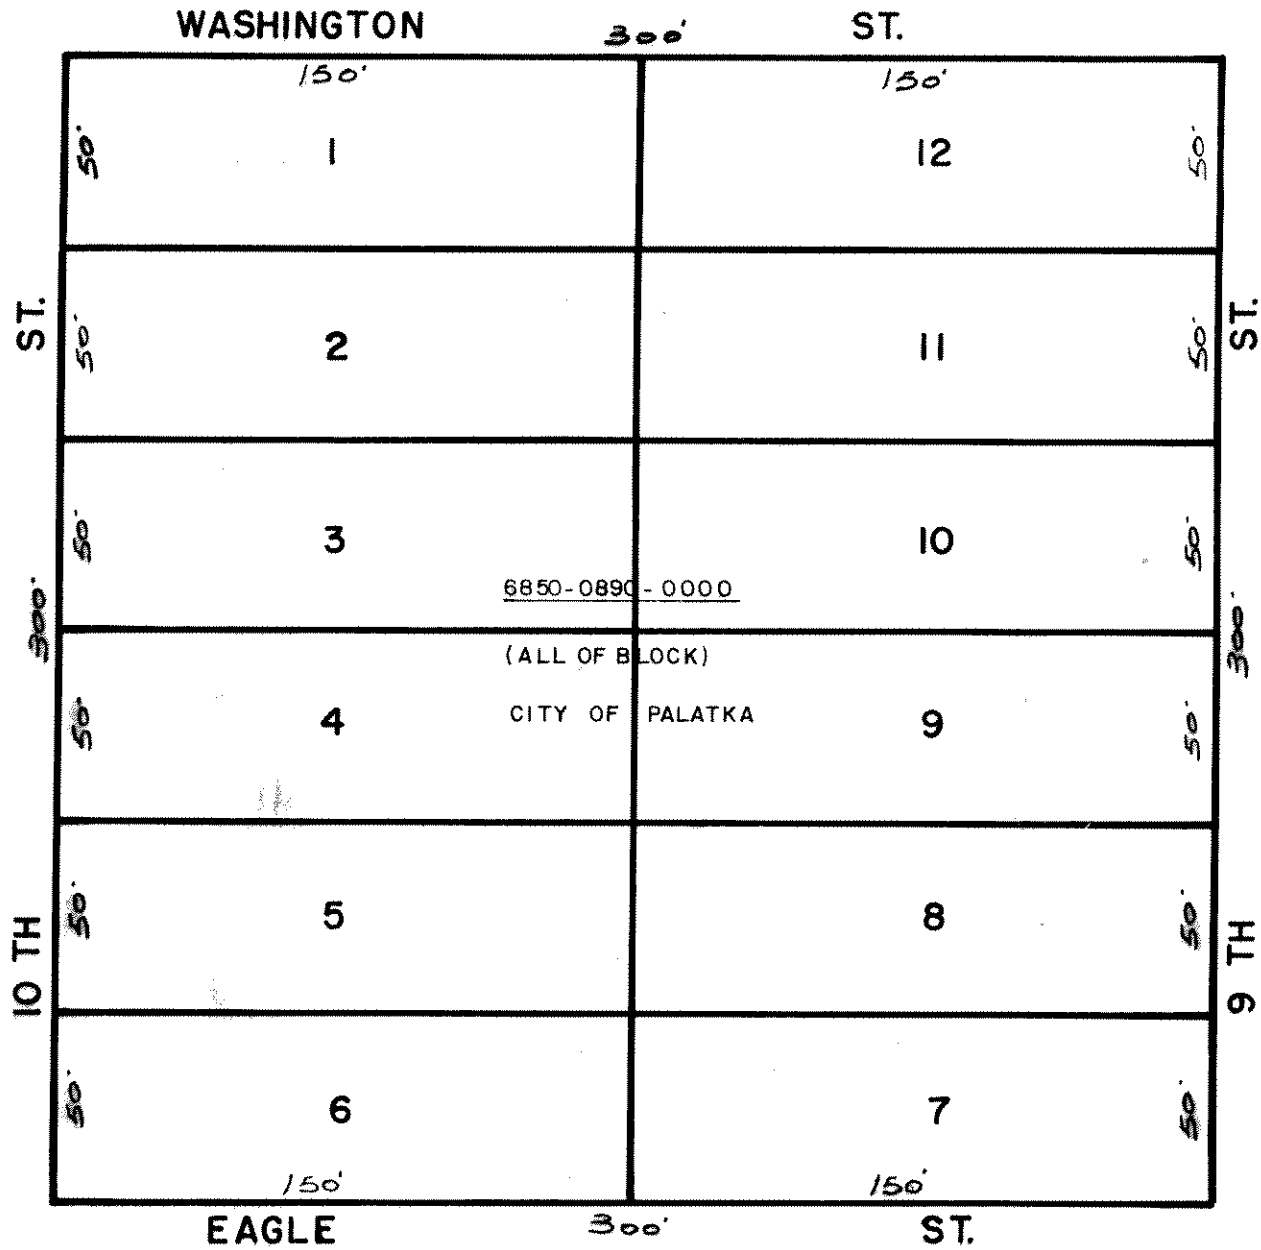 WASHINGTON 300' ST.
150' 150'
50' 1 12 50'
ST. 50' 2 11 50' ST.
50' 3 10 50'
6850-0890-0000
300' 300'
(ALL OF BLOCK)
50' 4 CITY OF PALATKA 9 50'
10 TH 50' 5 8 50' 9 TH
50' 6 7 50'
150' 150'
EAGLE 300' ST.